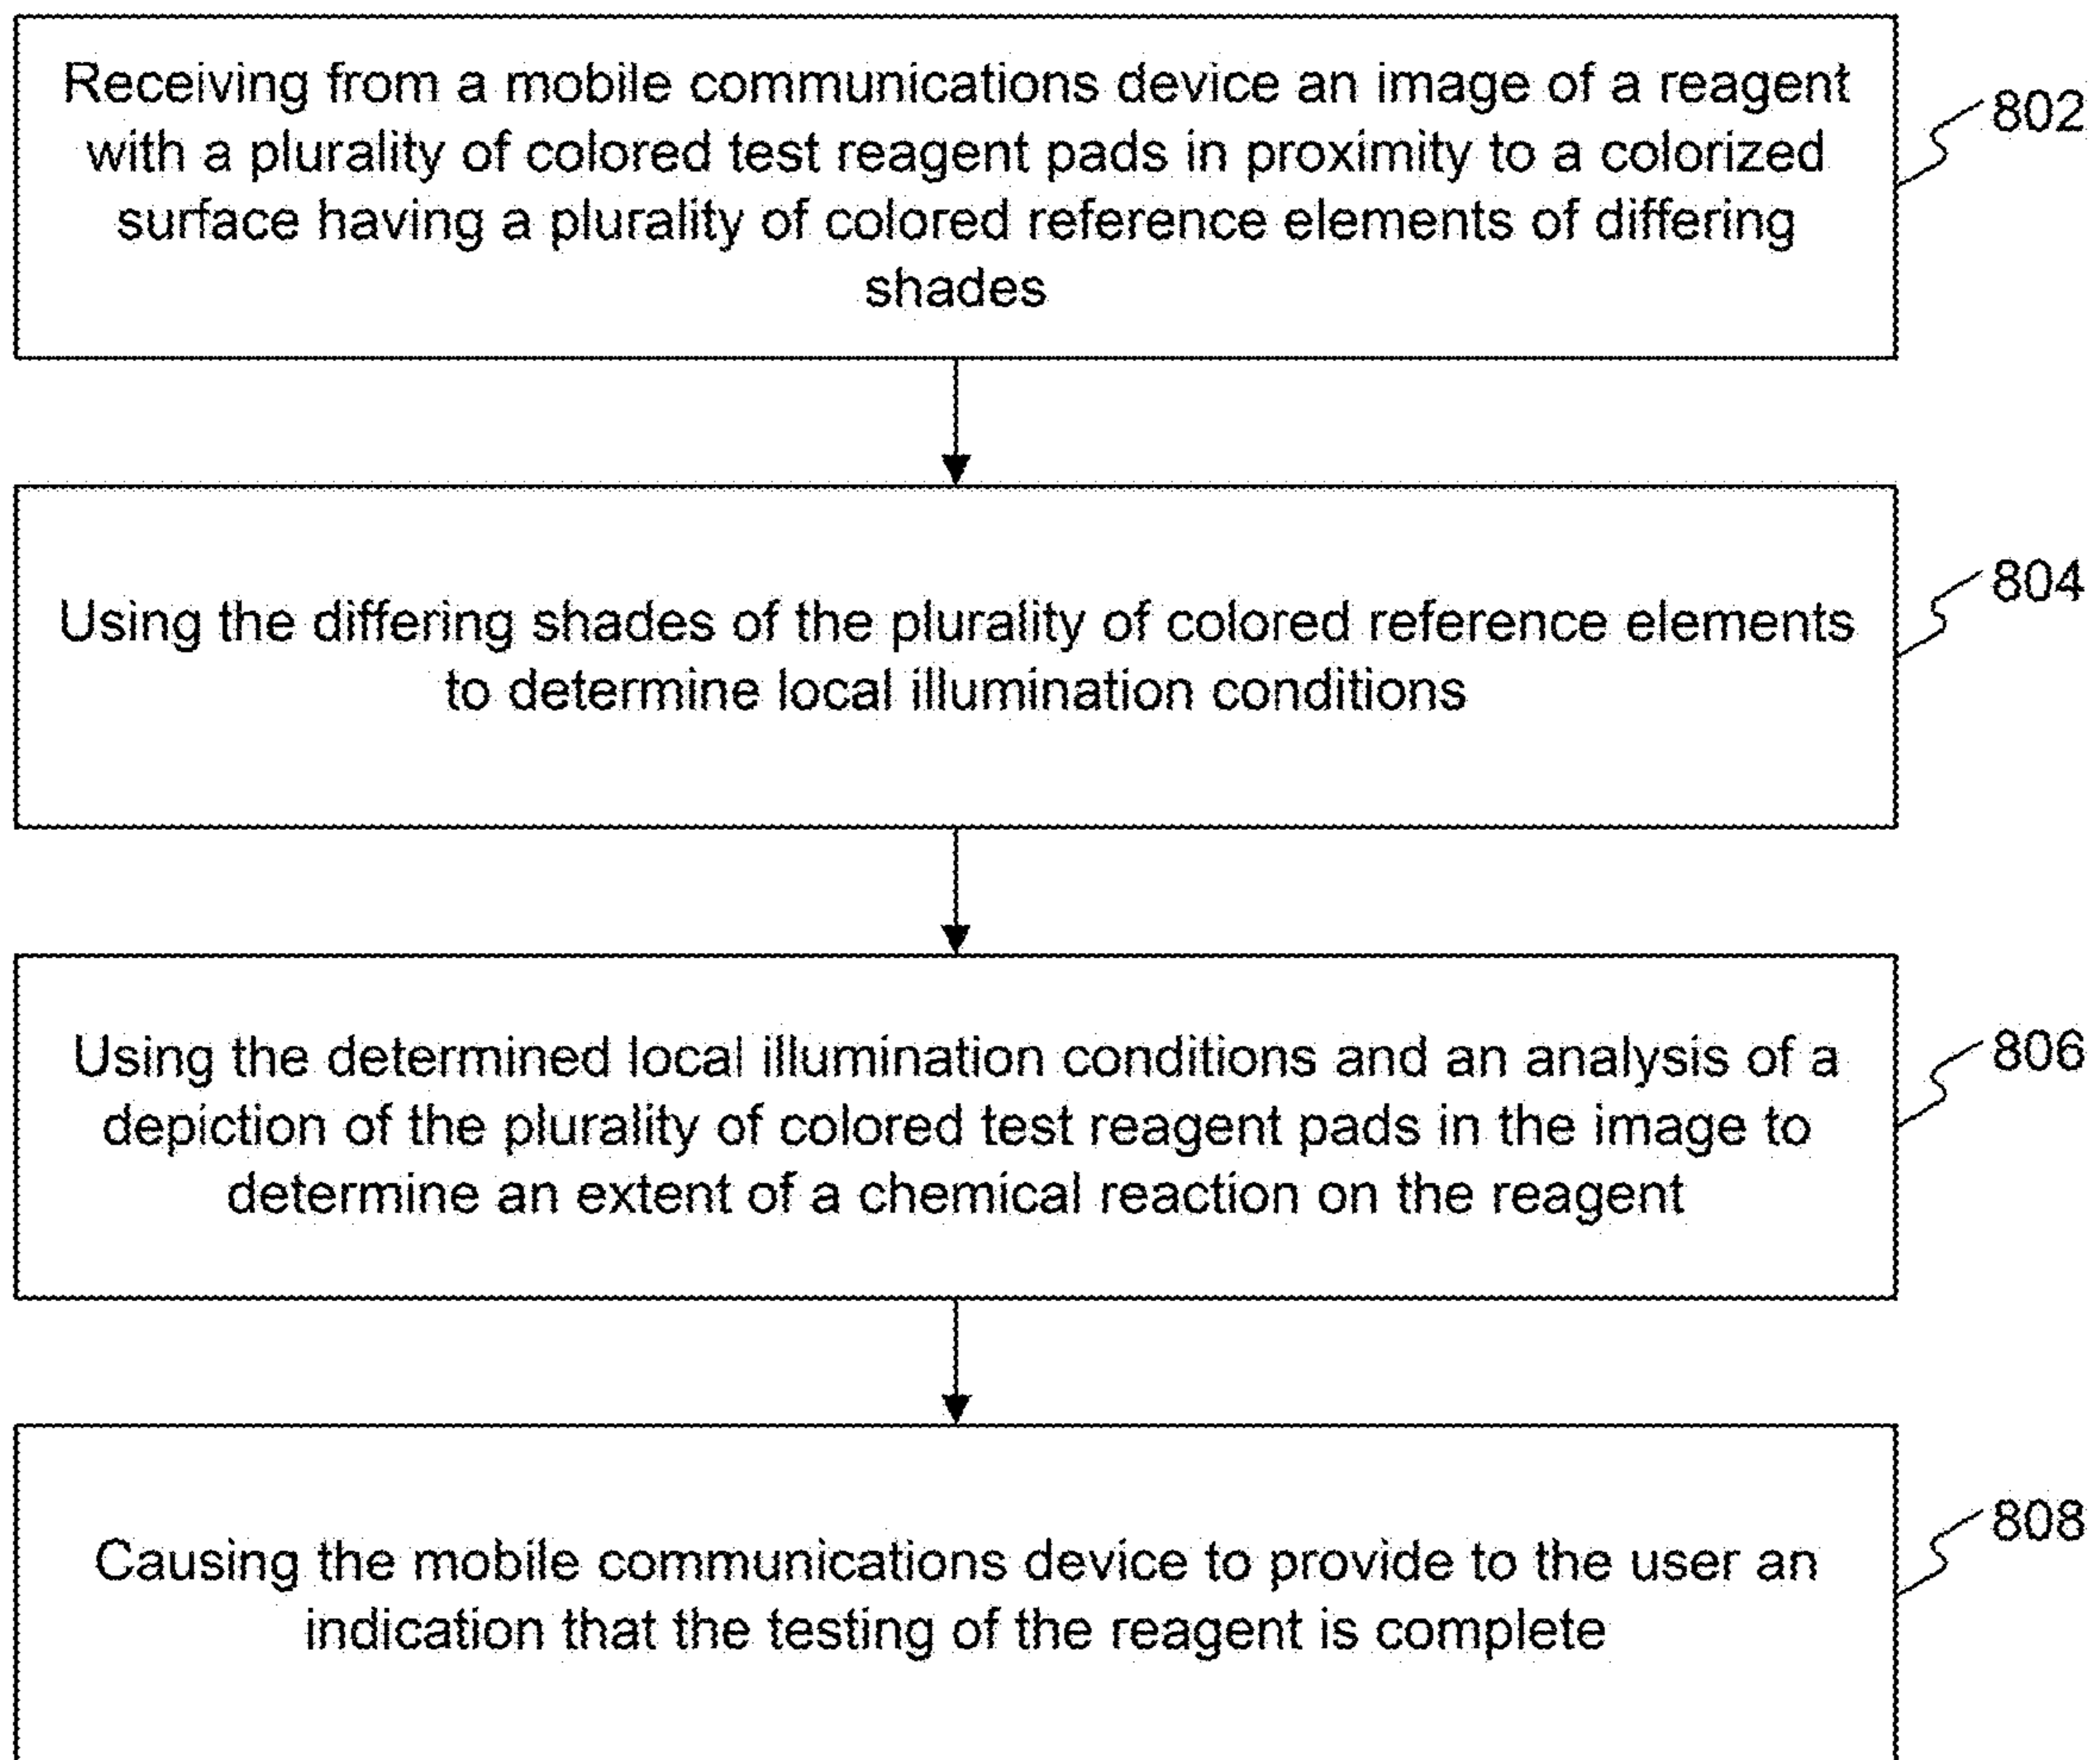 Receiving from a mobile communications device an image of a reagent
with a plurality of colored test reagent pads in proximity to a colorized
surface having a plurality of colored reference elements of differing
shades
802
Using the differing shades of the plurality of colored reference elements
to determine local illumination conditions
804
Using the determined local illumination conditions and an analysis of a
depiction of the plurality of colored test reagent pads in the image to
determine an extent of a chemical reaction on the reagent
806
Causing the mobile communications device to provide to the user an
indication that the testing of the reagent is complete
808